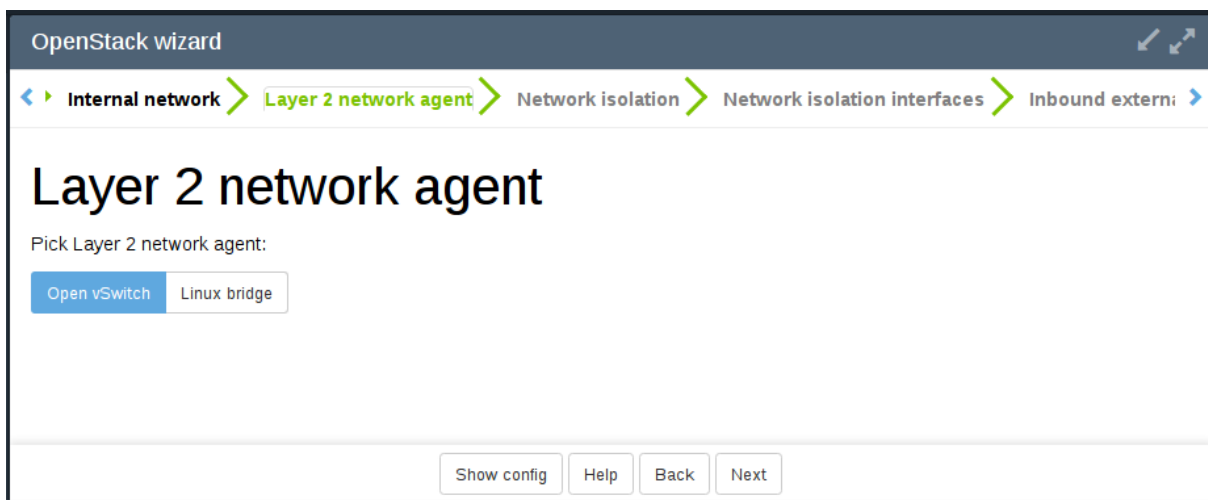 OpenStack wizard
Internal network Layer 2 network agent Network isolation Network isolation interfaces Inbound
Layer 2 network agent
Pick Layer 2 network agent:
Open vSwitch Linux bridge
Show config Help Back Next